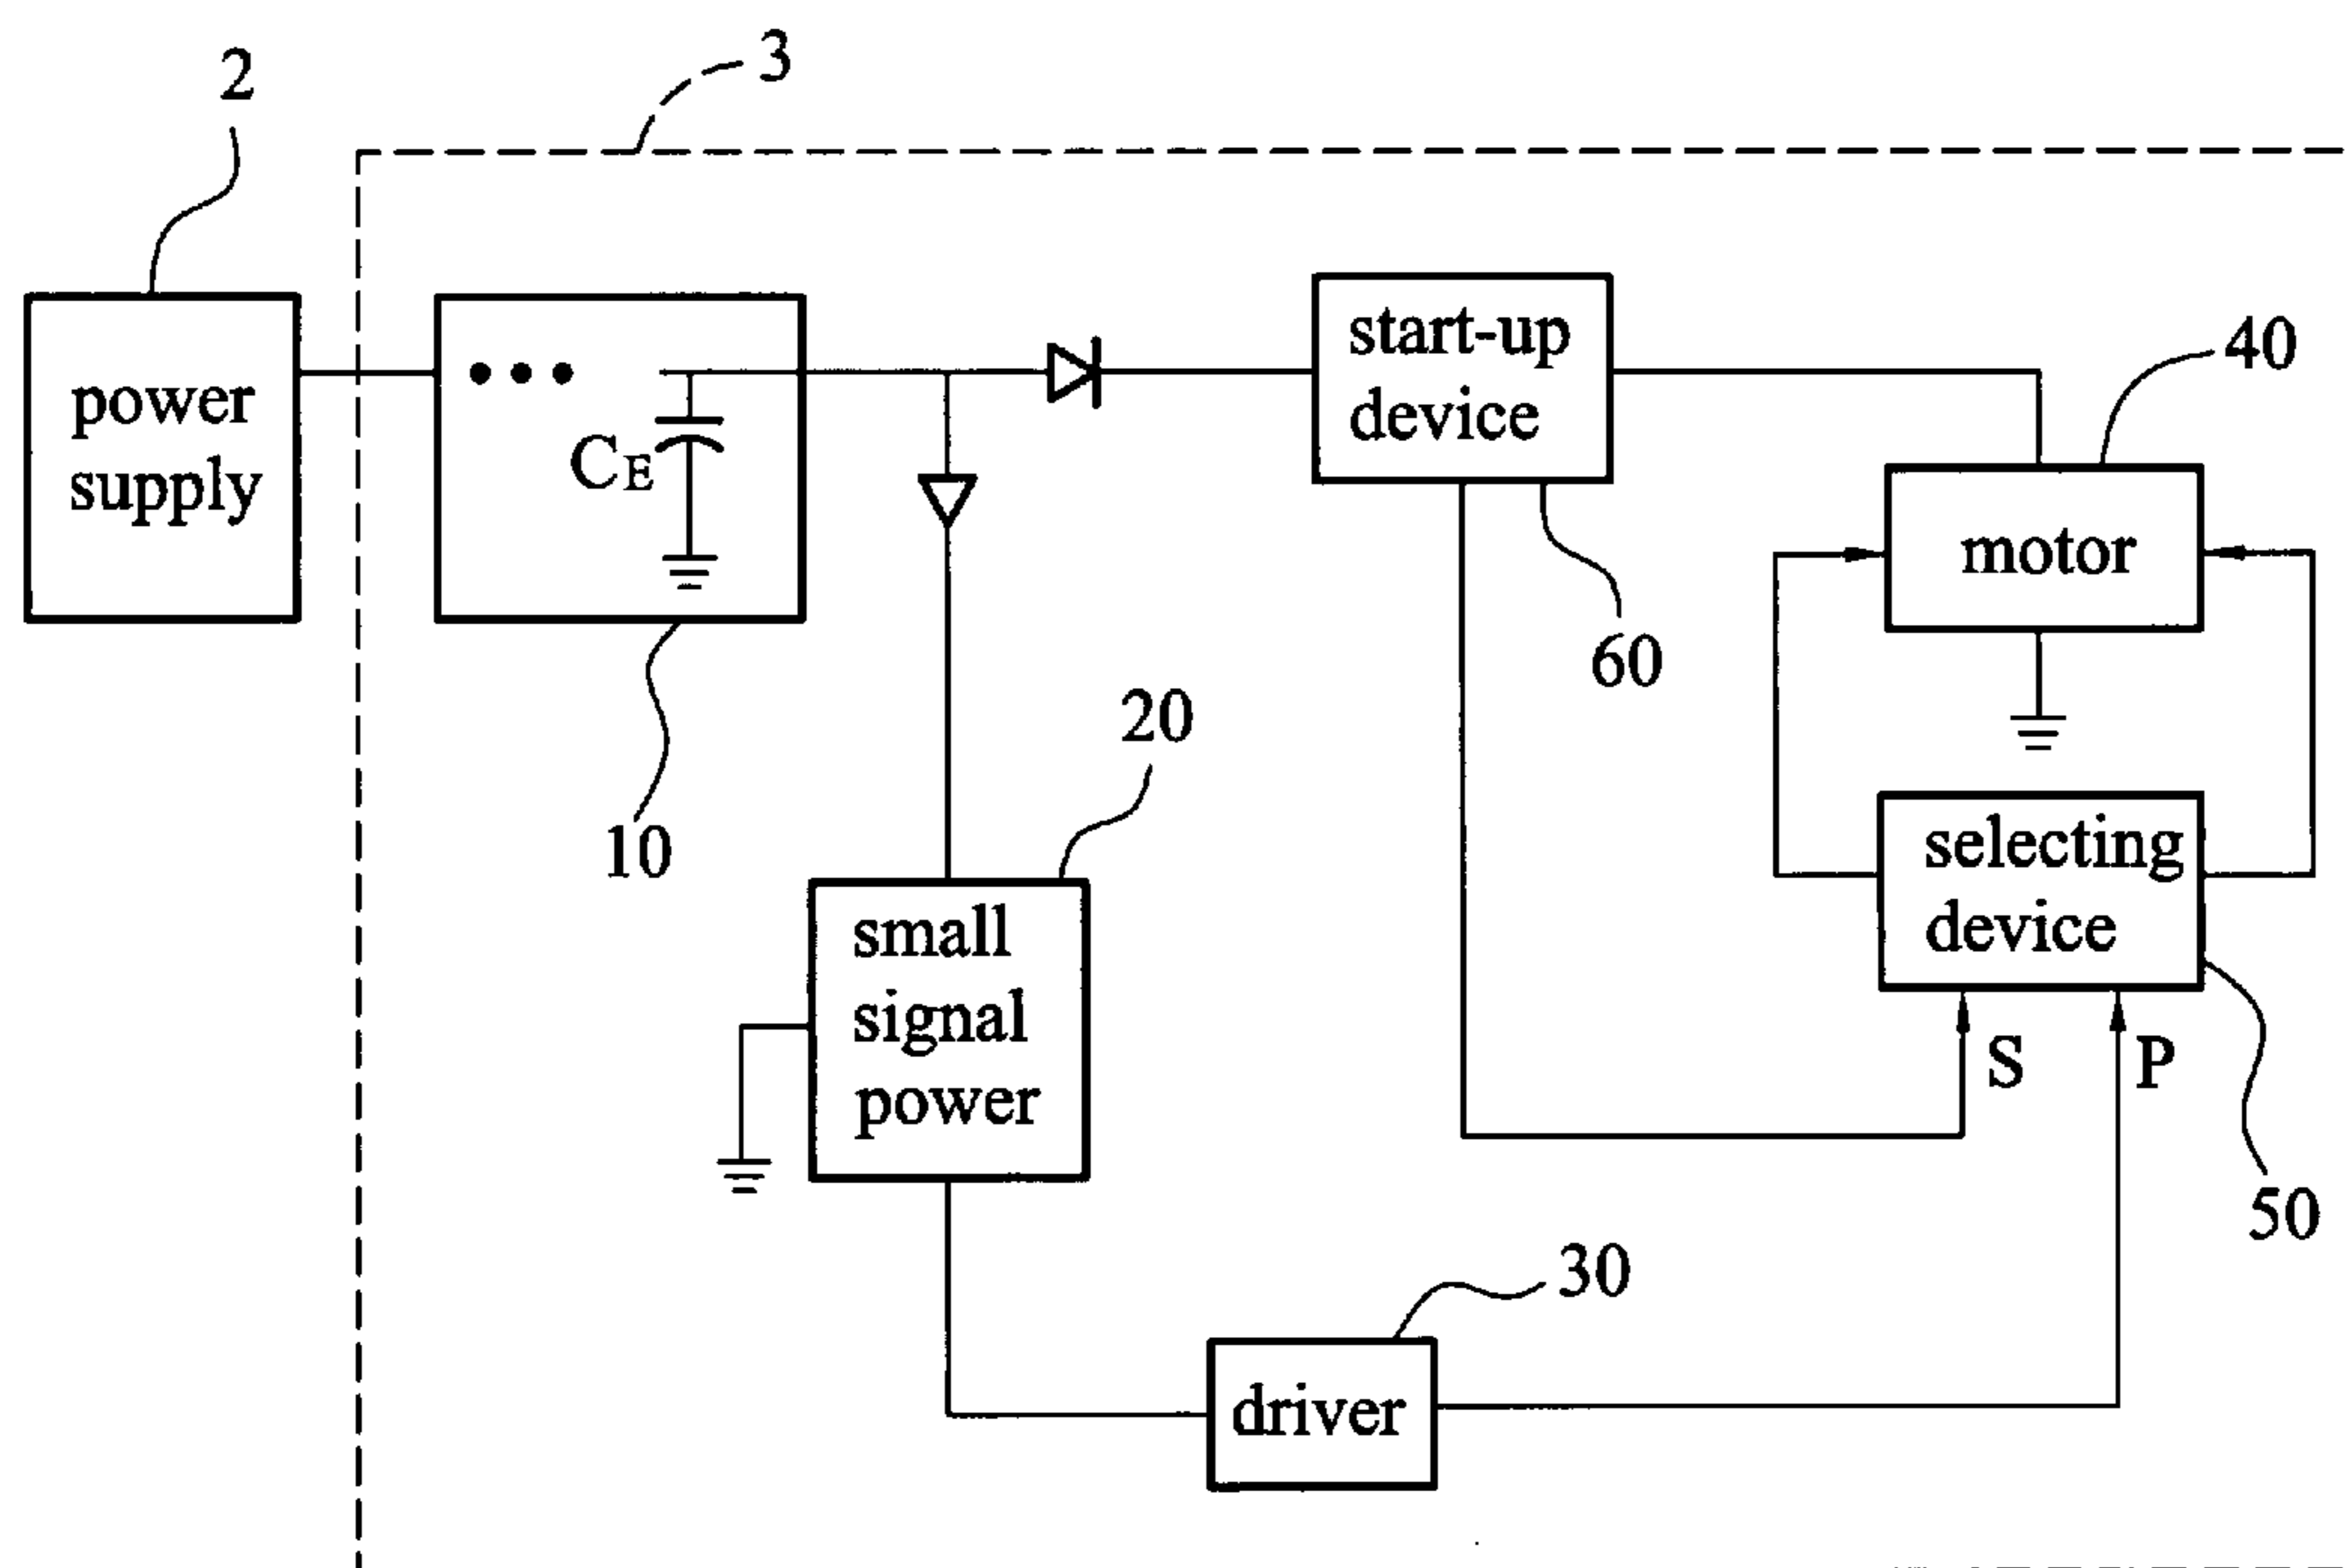 2
3
power
supply
CE
10
start-up
device
60
40
motor
20
small
signal
power
selecting
device
S
P
50
30
driver